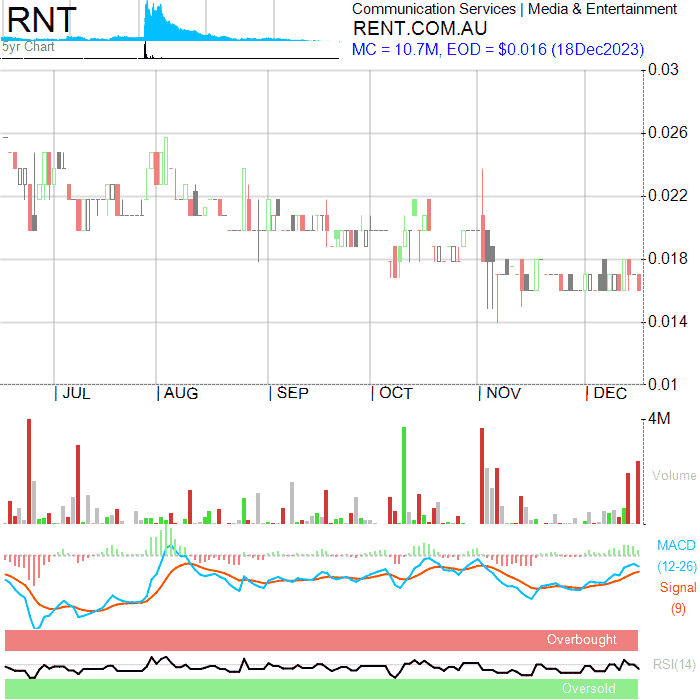 RNT
5yr Chart
Communication Services | Media & Entertainment
RENT.COM.AU
MC = 10.7M, EOD = $0.016 (18Dec2023)
0.03
0.026
0.022
0.018
0.014
0.01
JUL AUG SEP OCT NOV DEC
4M
Volume
MACD
(12-26)
Signal
(9)
Overbought
RSI(14)
Oversold